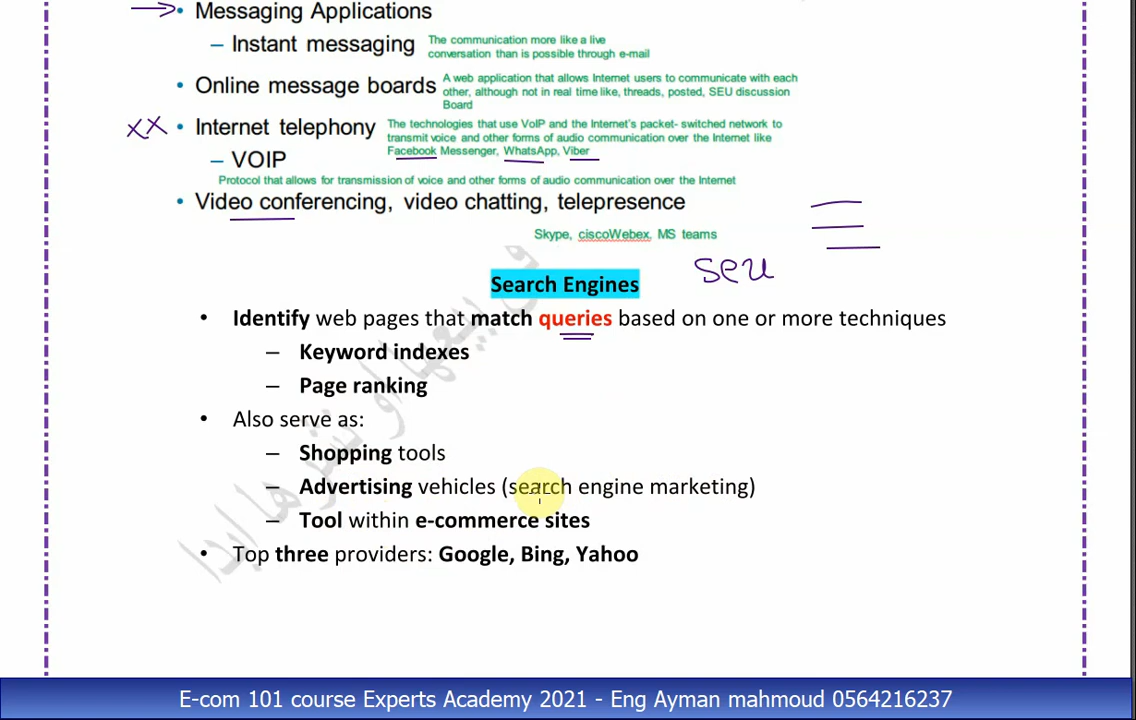 • Messaging Applications
– Instant messaging The communication more like a live
conversation than is possible through e-mail
• Online message boards A web application that allows Internet users to communicate with each
other, although not in real time like, threads, posted, SEU discussion
Board
xx • Internet telephony The technologies that use VoIP and the Internet's packet- switched network to
transmit voice and other forms of audio communication over the Internet like
Facebook Messenger, WhatsApp, Viber
– VOIP
Protocol that allows for transmission of voice and other forms of audio communication over the Internet
• Video conferencing, video chatting, telepresence
Skype, ciscoWebex, MS teams
seu
Search Engines
• Identify web pages that match queries based on one or more techniques
– Keyword indexes
– Page ranking
• Also serve as:
– Shopping tools
– Advertising vehicles (search engine marketing)
– Tool within e-commerce sites
• Top three providers: Google, Bing, Yahoo
بيعها او نشرها ابدا
E-com 101 course Experts Academy 2021 - Eng Ayman mahmoud 0564216237